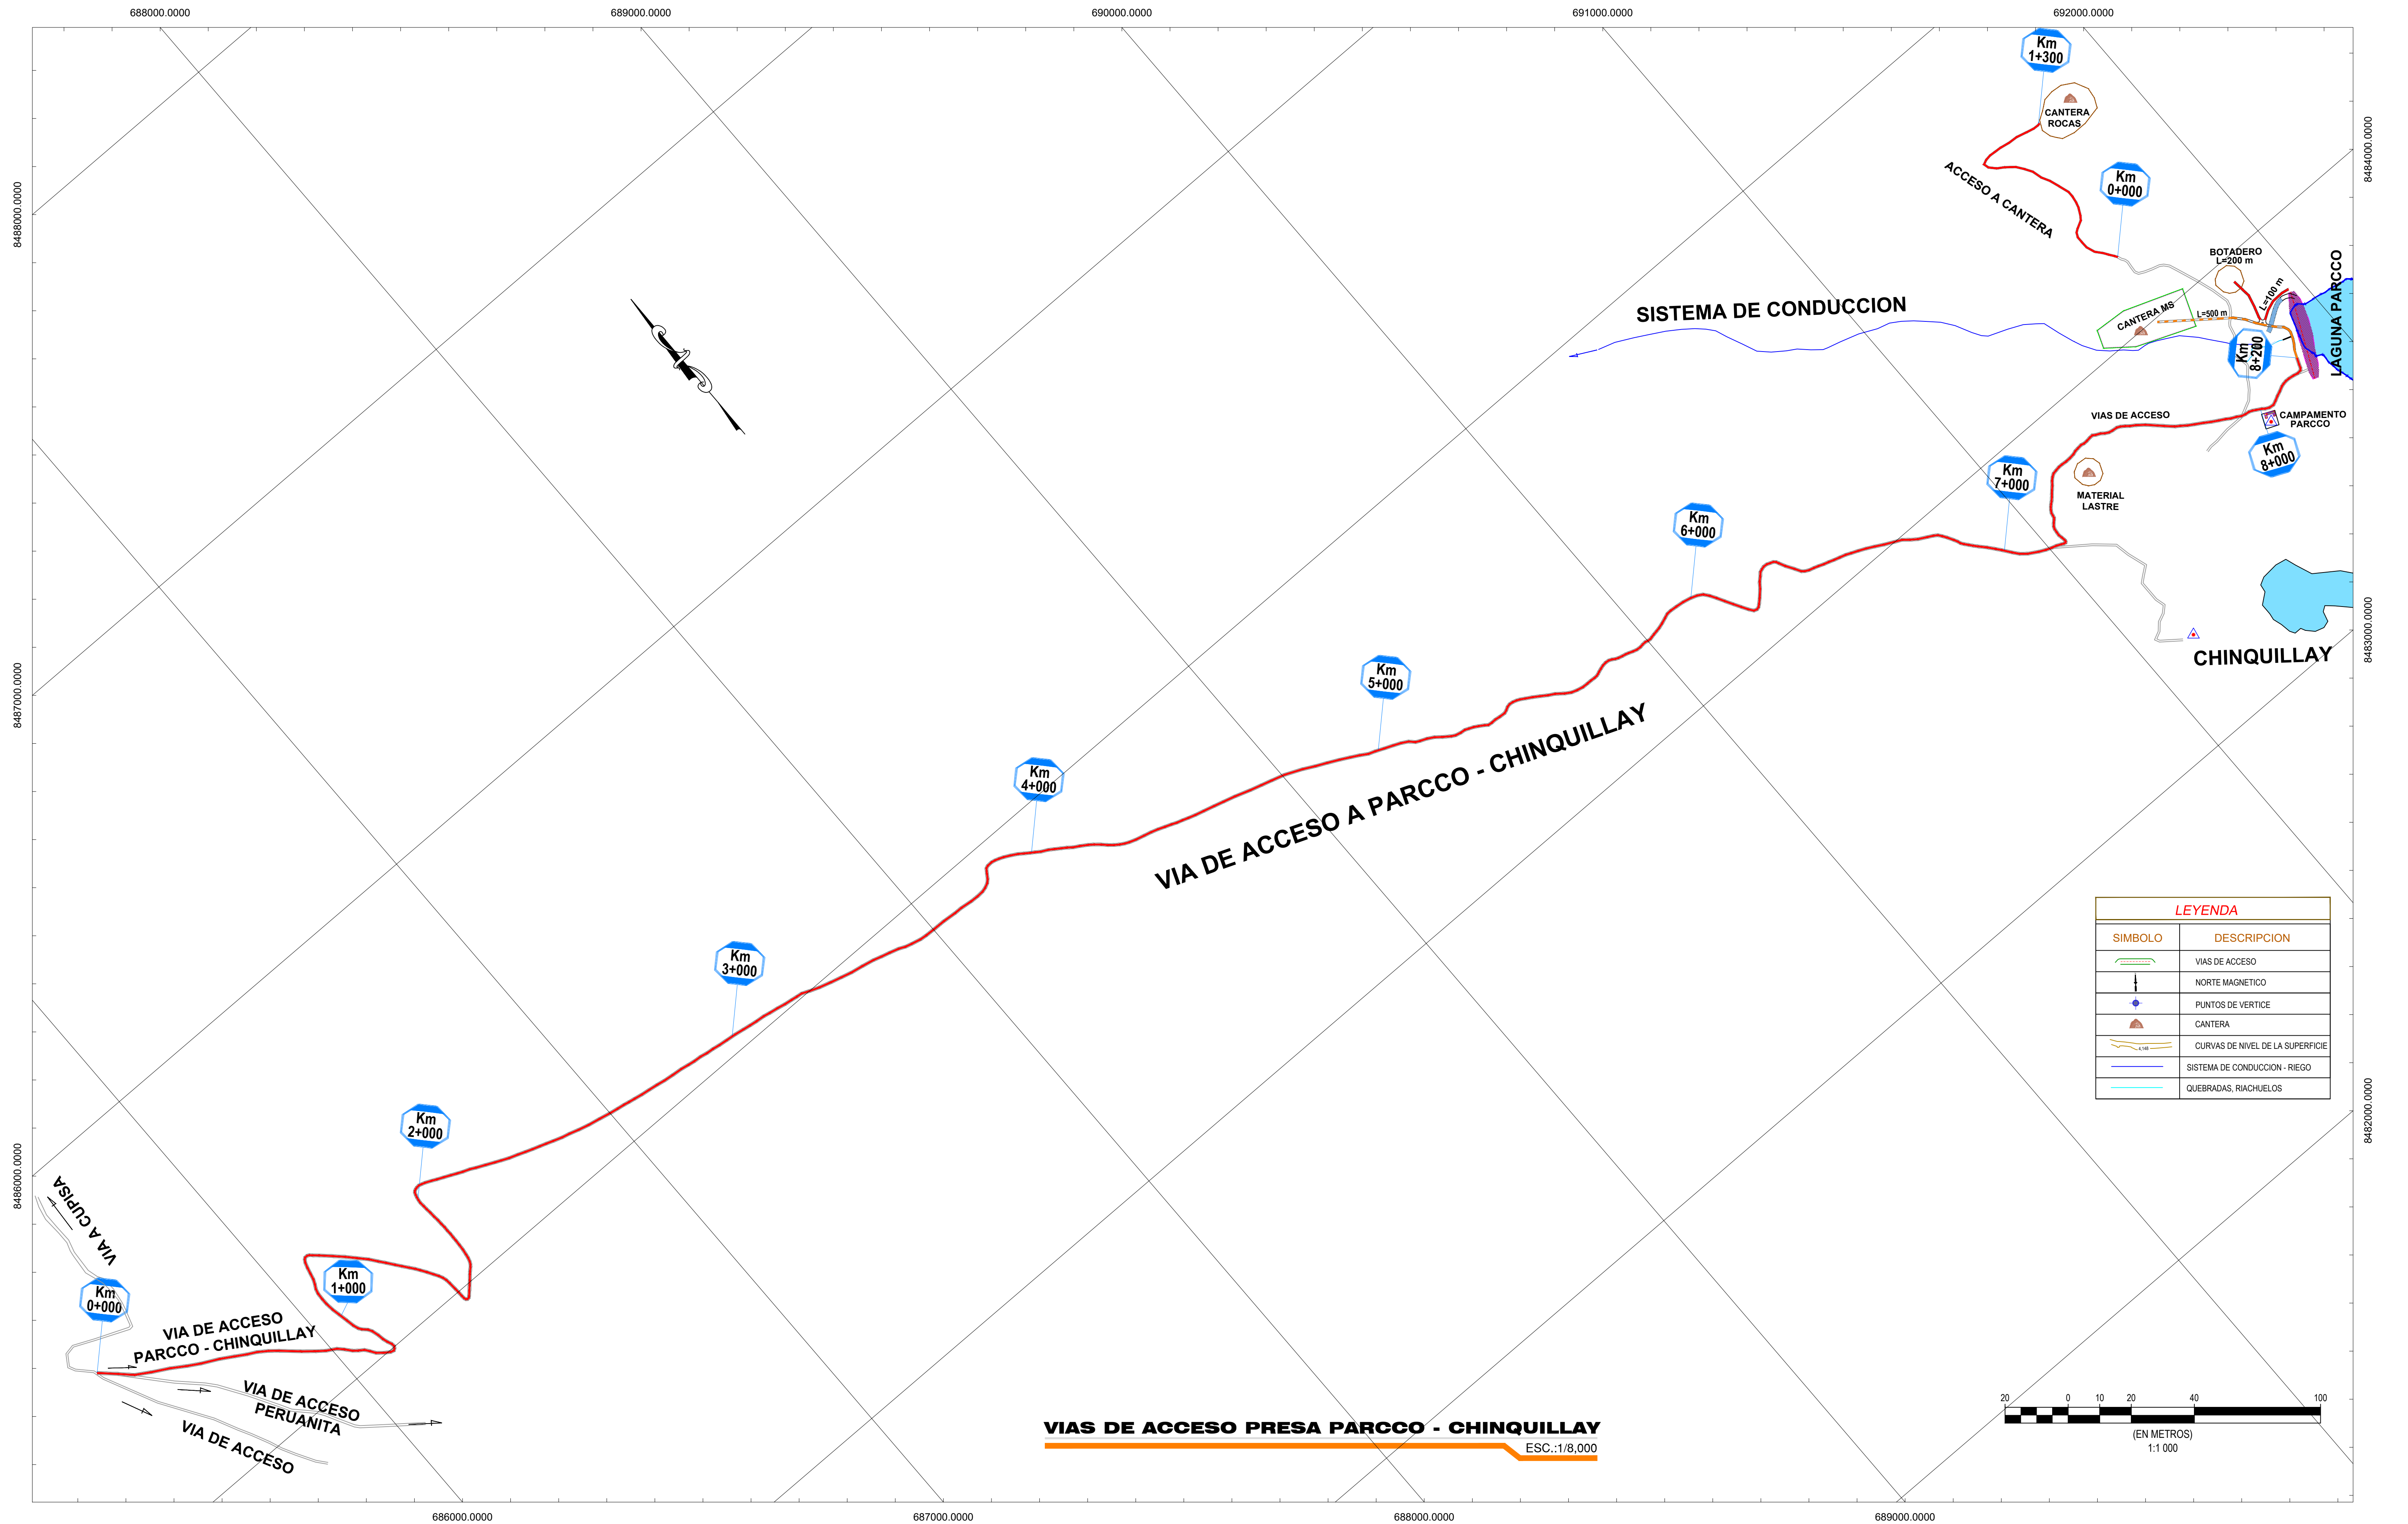 688000.0000
689000.0000
690000.0000
691000.0000
692000.0000
Km
1+300
CANTERA
ROCAS
ACCESO A CANTERA
Km
0+000
8484000.0000
8488000.0000
BOTADERO
L=200 m
L=100 m
LAGUNA PARCCO
CANTERA MS
L=500 m
SISTEMA DE CONDUCCION
Km
8+200
VIAS DE ACCESO
CAMPAMENTO
PARCCO
Km
8+000
Km
7+000
MATERIAL
LASTRE
Km
6+000
8483000.0000
CHINQUILLAY
8487000.0000
Km
5+000
VIA DE ACCESO A PARCCO - CHINQUILLAY
Km
4+000
Km
3+000
LEYENDA
SIMBOLO
DESCRIPCION
VIAS DE ACCESO
NORTE MAGNETICO
PUNTOS DE VERTICE
CANTERA
4,146
CURVAS DE NIVEL DE LA SUPERFICIE
SISTEMA DE CONDUCCION - RIEGO
QUEBRADAS, RIACHUELOS
8482000.0000
Km
2+000
8486000.0000
VIA A CUPISA
Km
0+000
Km
1+000
VIA DE ACCESO
PARCCO - CHINQUILLAY
VIA DE ACCESO
PERUANITA
VIA DE ACCESO
VIAS DE ACCESO PRESA PARCCO - CHINQUILLAY
ESC.:1/8,000
20
0
10
20
40
100
(EN METROS)
1:1 000
686000.0000
687000.0000
688000.0000
689000.0000